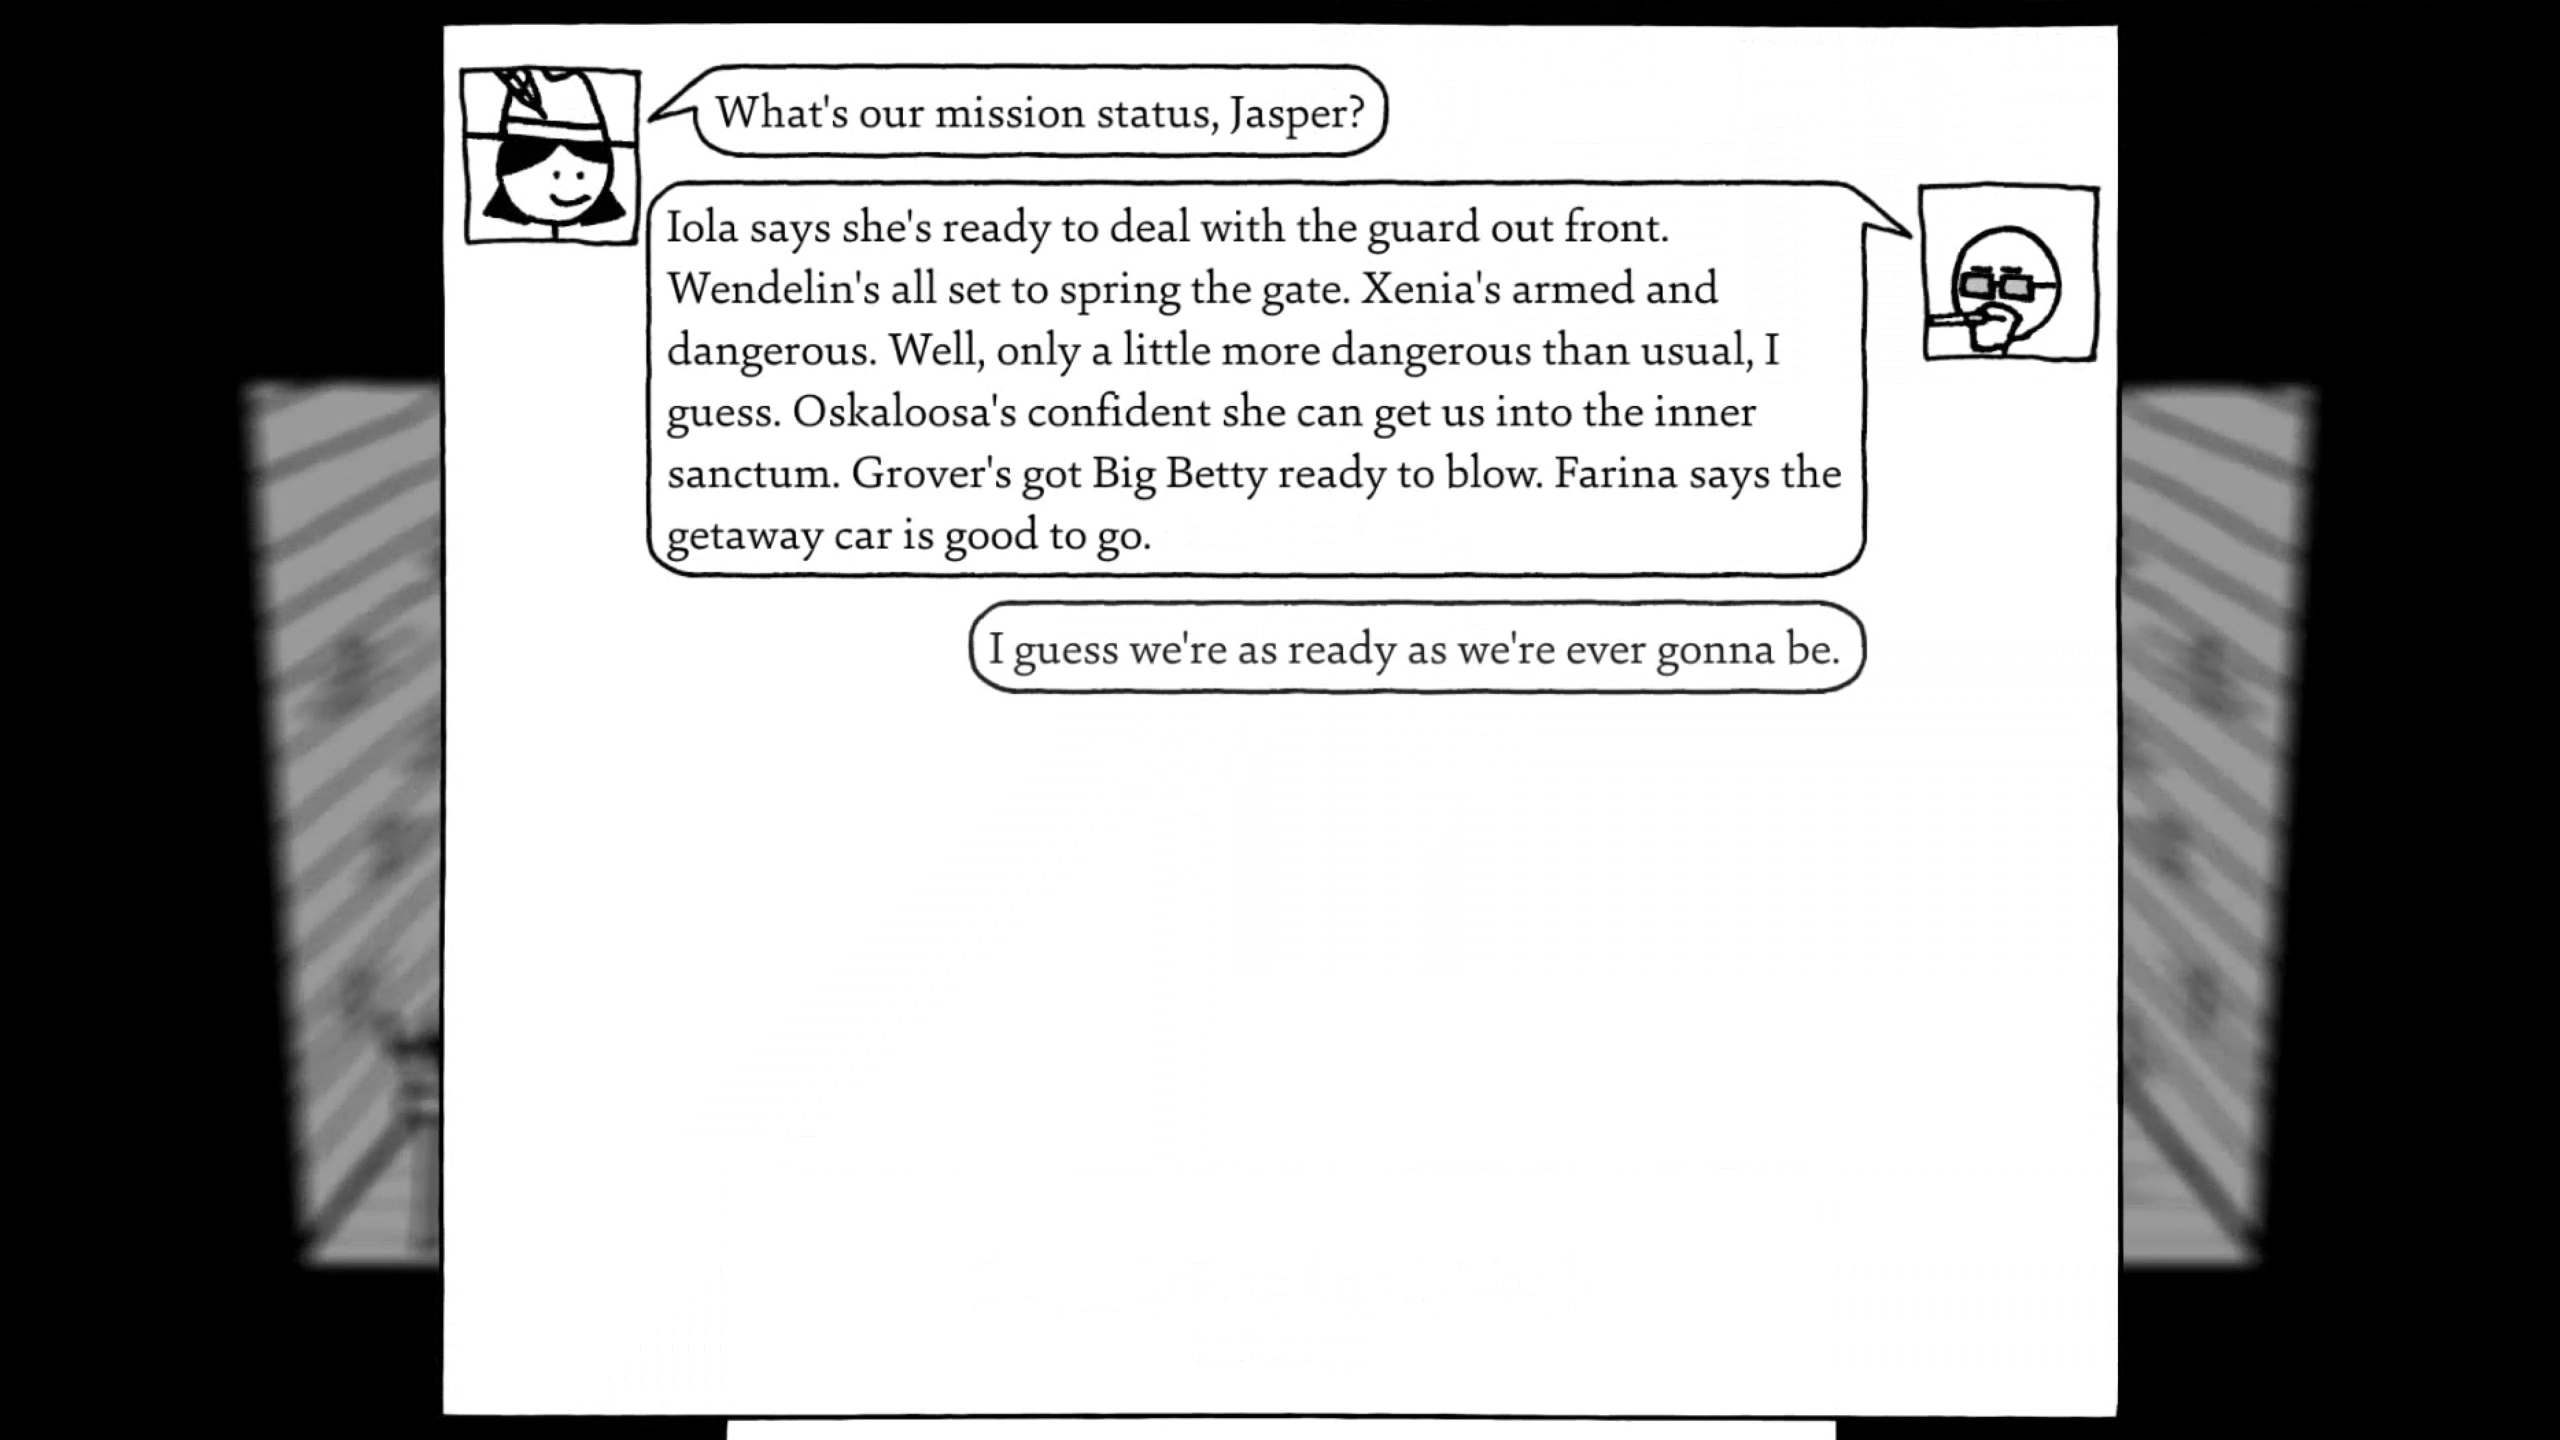 What's our mission status, Jasper?
Iola says she's ready to deal with the guard out front.
Wendelin's all set to spring the gate. Xenia's armed and
dangerous. Well, only a little more dangerous than usual, I
guess. Oskaloosa's confident she can get us into the inner
sanctum. Grover's got Big Betty ready to blow. Farina says the
getaway car is good to go.
I guess we're as ready as we're ever gonna be.